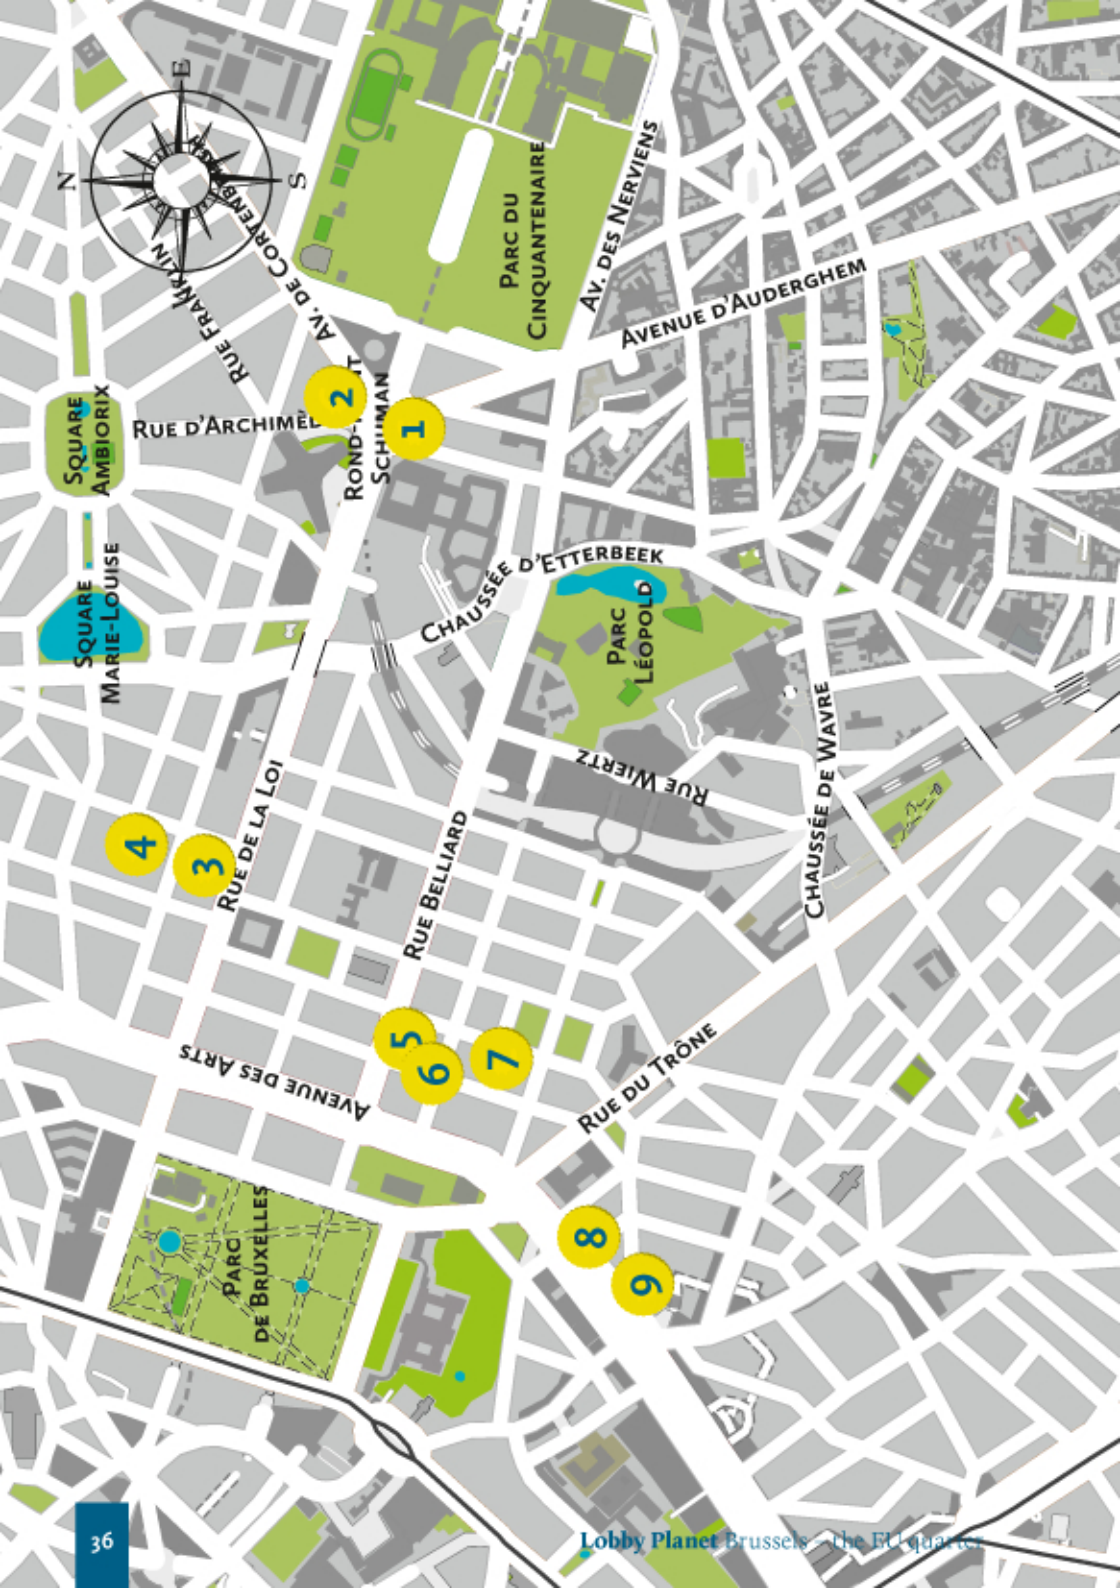 E
N
S
Rue Franklin
Av. de Cortenbergh
Parc du
Cinquantenaire
Av. des Nerviens
Avenue d'Auderghem
Square
Ambiorix
Rue d'Archimèd
2
Rond-
Schuman
1
Square
Marie-Louise
Chaussée d'Etterbeek
Parc
Léopold
Rue Wiertz
Chaussée de Wavre
Rue de la Loi
4
3
Rue Belliard
Avenue des Arts
5
6
7
Rue du Trône
Parc
de Bruxelles
8
9
36
Lobby Planet Brussels – the EU quarter